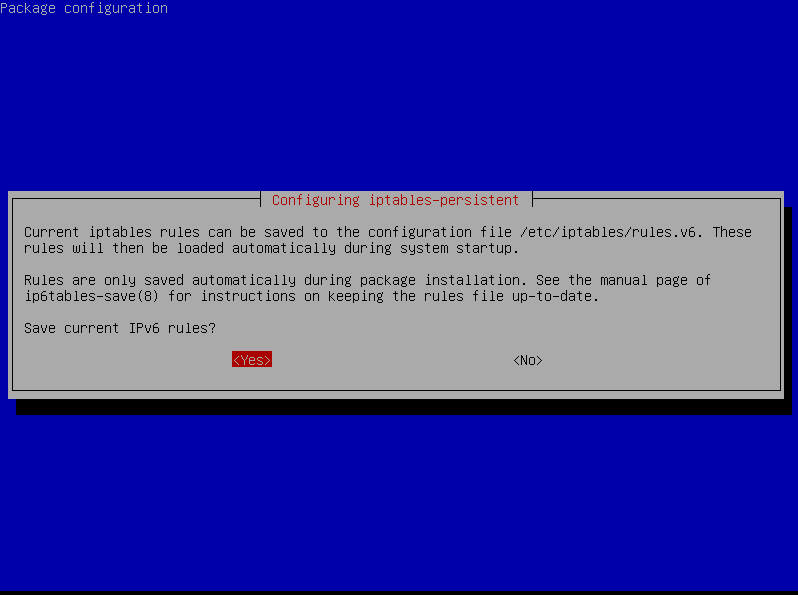 Package configuration
Configuring iptables-persistent
Current iptables rules can be saved to the configuration file /etc/iptables/rules.v6. These
rules will then be loaded automatically during system startup.
Rules are only saved automatically during package installation. See the manual page of
ip6tables-save(8) for instructions on keeping the rules file up-to-date.
Save current IPv6 rules?
<Yes> <No>